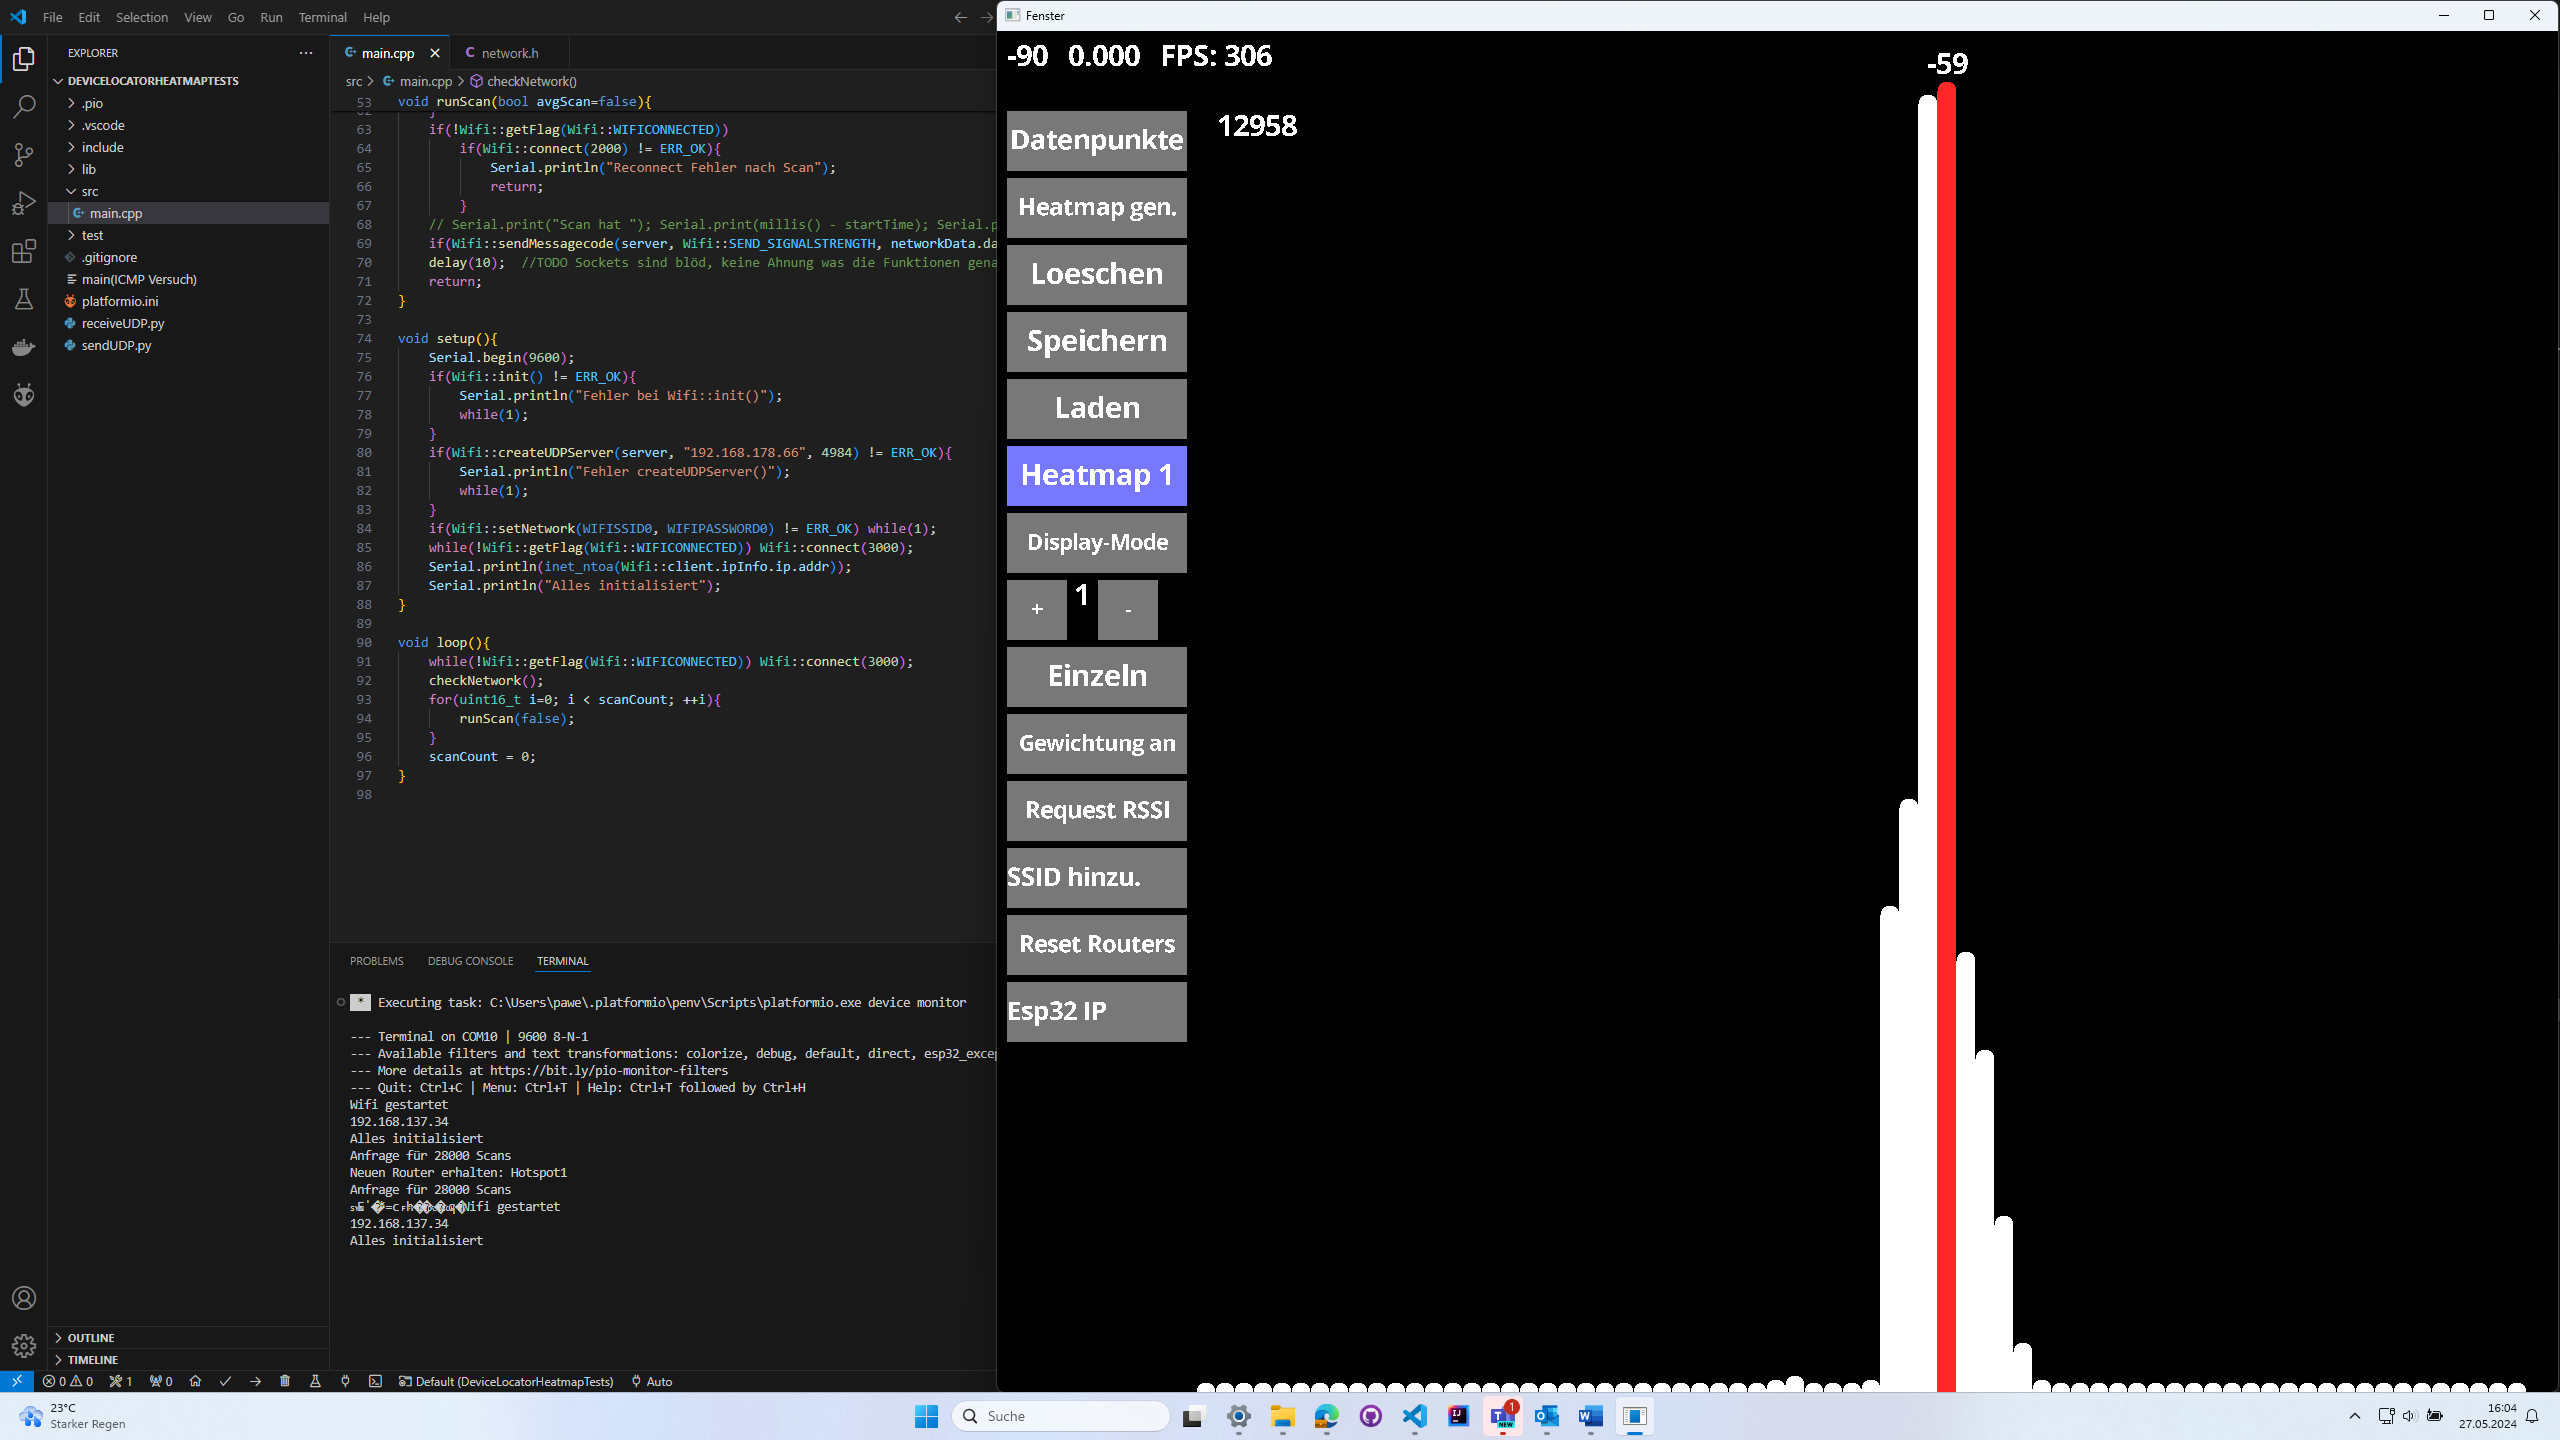 File Edit Selection View Go Run Terminal Help
EXPLORER
DEVICELOCATORHEATMAPTESTS
.pio
.vscode
include
lib
src
main.cpp
test
.gitignore
main(ICMP Versuch)
platformio.ini
receiveUDP.py
sendUDP.py
OUTLINE
TIMELINE
main.cpp
network.h
src > main.cpp > checkNetwork()
53 void runScan(bool avgScan=false){
62 }
63 if(!Wifi::getFlag(Wifi::WIFICONNECTED))
64 if(Wifi::connect(2000) != ERR_OK){
65 Serial.println("Reconnect Fehler nach Scan");
66 return;
67 }
68 // Serial.print("Scan hat "); Serial.print(millis() - startTime); Serial.p
69 if(Wifi::sendMessagecode(server, Wifi::SEND_SIGNALSTRENGTH, networkData.da
70 delay(10); //TODO Sockets sind blöd, keine Ahnung was die Funktionen gena
71 return;
72 }
73
74 void setup(){
75 Serial.begin(9600);
76 if(Wifi::init() != ERR_OK){
77 Serial.println("Fehler bei Wifi::init()");
78 while(1);
79 }
80 if(Wifi::createUDPServer(server, "192.168.178.66", 4984) != ERR_OK){
81 Serial.println("Fehler createUDPServer()");
82 while(1);
83 }
84 if(Wifi::setNetwork(WIFISSID0, WIFIPASSWORD0) != ERR_OK) while(1);
85 while(!Wifi::getFlag(Wifi::WIFICONNECTED)) Wifi::connect(3000);
86 Serial.println(inet_ntoa(Wifi::client.ipInfo.ip.addr));
87 Serial.println("Alles initialisiert");
88 }
89
90 void loop(){
91 while(!Wifi::getFlag(Wifi::WIFICONNECTED)) Wifi::connect(3000);
92 checkNetwork();
93 for(uint16_t i=0; i < scanCount; ++i){
94 runScan(false);
95 }
96 scanCount = 0;
97 }
98
PROBLEMS DEBUG CONSOLE TERMINAL
* Executing task: C:\Users\pawe\.platformio\penv\Scripts\platformio.exe device monitor
--- Terminal on COM10 | 9600 8-N-1
--- Available filters and text transformations: colorize, debug, default, direct, esp32_excep
--- More details at https://bit.ly/pio-monitor-filters
--- Quit: Ctrl+C | Menu: Ctrl+T | Help: Ctrl+T followed by Ctrl+H
Wifi gestartet
192.168.137.34
Alles initialisiert
Anfrage für 28000 Scans
Neuen Router erhalten: Hotspot1
Anfrage für 28000 Scans
Wifi gestartet
192.168.137.34
Alles initialisiert
0 0 1 0 Default (DeviceLocatorHeatmapTests) Auto
Fenster
-90 0.000 FPS: 306
-59
12958
Datenpunkte
Heatmap gen.
Loeschen
Speichern
Laden
Heatmap 1
Display-Mode
+ 1 -
Einzeln
Gewichtung an
Request RSSI
SSID hinzu.
Reset Routers
Esp32 IP
23°C
Starker Regen
Suche
1
NEW
16:04
27.05.2024